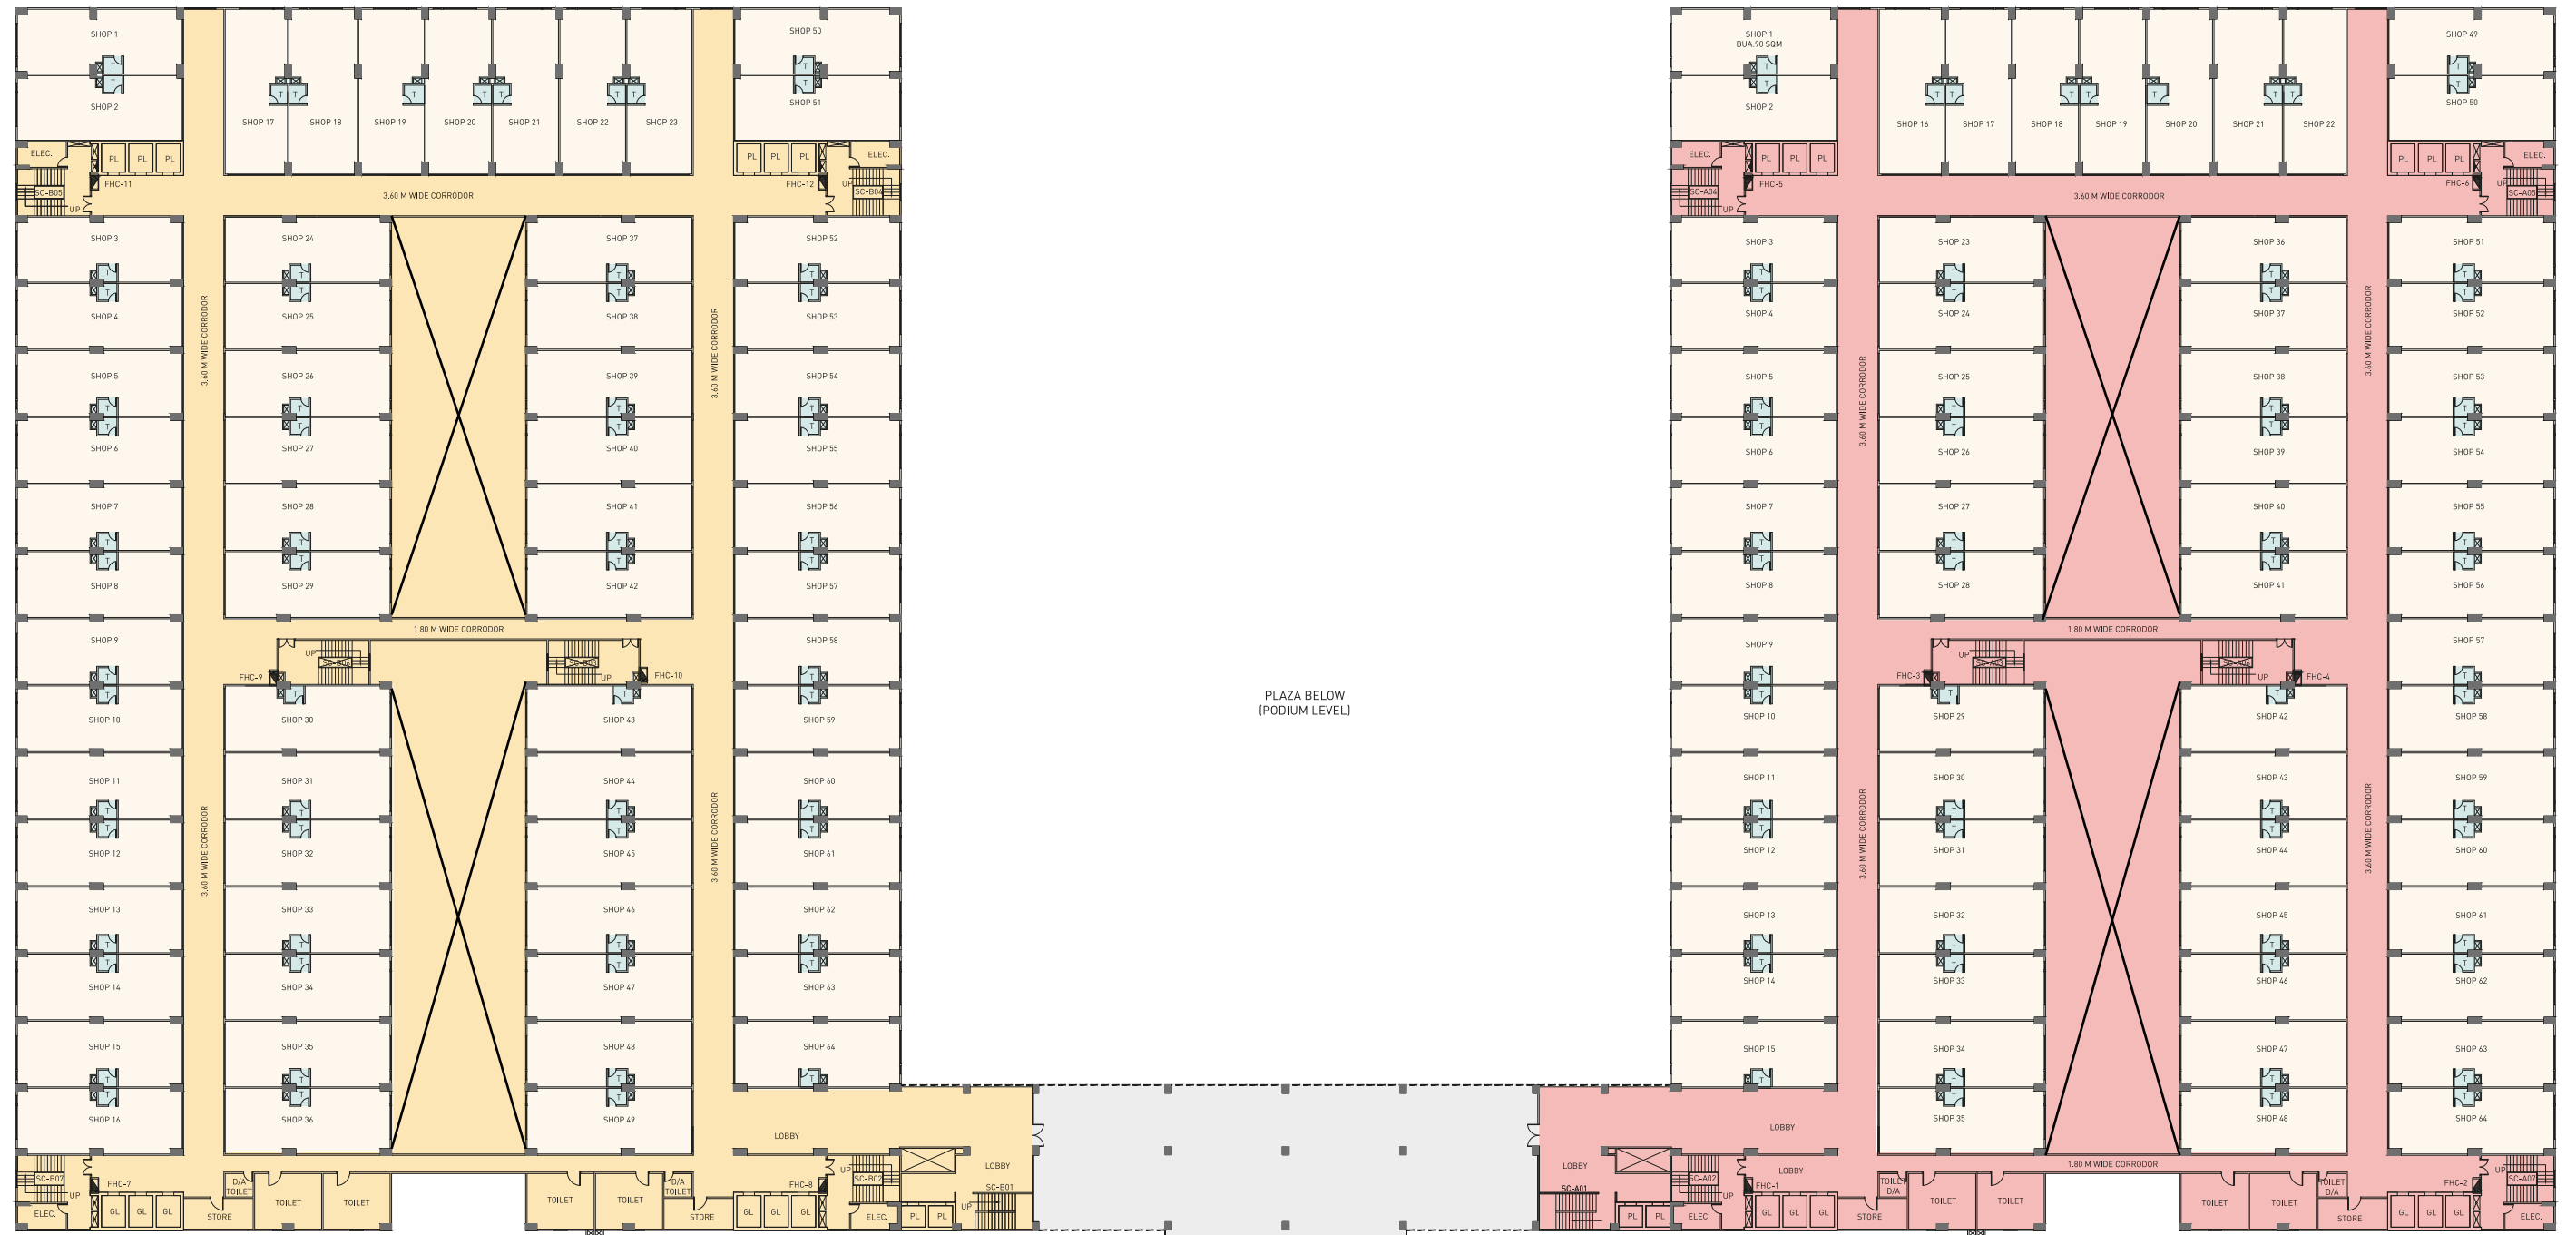 SHOP 1
SHOP 2
SHOP 17
SHOP 18
SHOP 19
SHOP 20
SHOP 21
SHOP 22
SHOP 23
SHOP 50
SHOP 51
T T
T T T T T T T
T T
ELEC.
PL PL PL
FHC-11
SC-B05
UP
3.60 M WIDE CORRODOR
PL PL PL
FHC-12
UP
ELEC.
SC-B04
SHOP 3
SHOP 4
SHOP 5
SHOP 6
SHOP 7
SHOP 8
SHOP 9
SHOP 10
SHOP 11
SHOP 12
SHOP 13
SHOP 14
SHOP 15
SHOP 16
3.60 M WIDE CORRODOR
3.60 M WIDE CORRODOR
SHOP 24
SHOP 25
SHOP 26
SHOP 27
SHOP 28
SHOP 29
1.80 M WIDE CORRODOR
UP
FHC-9
UP
FHC-10
SHOP 30
SHOP 31
SHOP 32
SHOP 33
SHOP 34
SHOP 35
SHOP 36
SHOP 37
SHOP 38
SHOP 39
SHOP 40
SHOP 41
SHOP 42
SHOP 43
SHOP 44
SHOP 45
SHOP 46
SHOP 47
SHOP 48
SHOP 49
3.60 M WIDE CORRODOR
3.60 M WIDE CORRODOR
SHOP 52
SHOP 53
SHOP 54
SHOP 55
SHOP 56
SHOP 57
SHOP 58
SHOP 59
SHOP 60
SHOP 61
SHOP 62
SHOP 63
SHOP 64
SC-B07
UP
FHC-7
ELEC.
GL GL GL
STORE
D/A
TOILET
TOILET
TOILET
TOILET
TOILET
D/A
TOILET
STORE
GL GL GL
FHC-8
UP
SC-B02
ELEC.
LOBBY
LOBBY
SC-B01
UP
PL PL
PLAZA BELOW
(PODIUM LEVEL)
SHOP 1
BUA:90 SQM
SHOP 2
SHOP 16
SHOP 17
SHOP 18
SHOP 19
SHOP 20
SHOP 21
SHOP 22
SHOP 49
SHOP 50
T T
T T T T T T T
T T
ELEC.
PL PL PL
FHC-5
SC-A04
UP
3.60 M WIDE CORRODOR
PL PL PL
FHC-6
UP
ELEC.
SC-A05
SHOP 3
SHOP 4
SHOP 5
SHOP 6
SHOP 7
SHOP 8
SHOP 9
SHOP 10
SHOP 11
SHOP 12
SHOP 13
SHOP 14
SHOP 15
3.60 M WIDE CORRODOR
3.60 M WIDE CORRODOR
SHOP 23
SHOP 24
SHOP 25
SHOP 26
SHOP 27
SHOP 28
1.80 M WIDE CORRODOR
UP
FHC-3
UP
FHC-4
SHOP 29
SHOP 30
SHOP 31
SHOP 32
SHOP 33
SHOP 34
SHOP 35
SHOP 36
SHOP 37
SHOP 38
SHOP 39
SHOP 40
SHOP 41
SHOP 42
SHOP 43
SHOP 44
SHOP 45
SHOP 46
SHOP 47
SHOP 48
3.60 M WIDE CORRODOR
3.60 M WIDE CORRODOR
SHOP 51
SHOP 52
SHOP 53
SHOP 54
SHOP 55
SHOP 56
SHOP 57
SHOP 58
SHOP 59
SHOP 60
SHOP 61
SHOP 62
SHOP 63
SHOP 64
LOBBY
LOBBY
LOBBY
SC-A01
PL PL
SC-A02
UP
FHC-1
ELEC.
GL GL GL
STORE
TOILET
D/A
TOILET
TOILET
1.80 M WIDE CORRODOR
TOILET
TOILET
TOILET
D/A
STORE
GL GL GL
FHC-2
UP
SC-A07
ELEC.